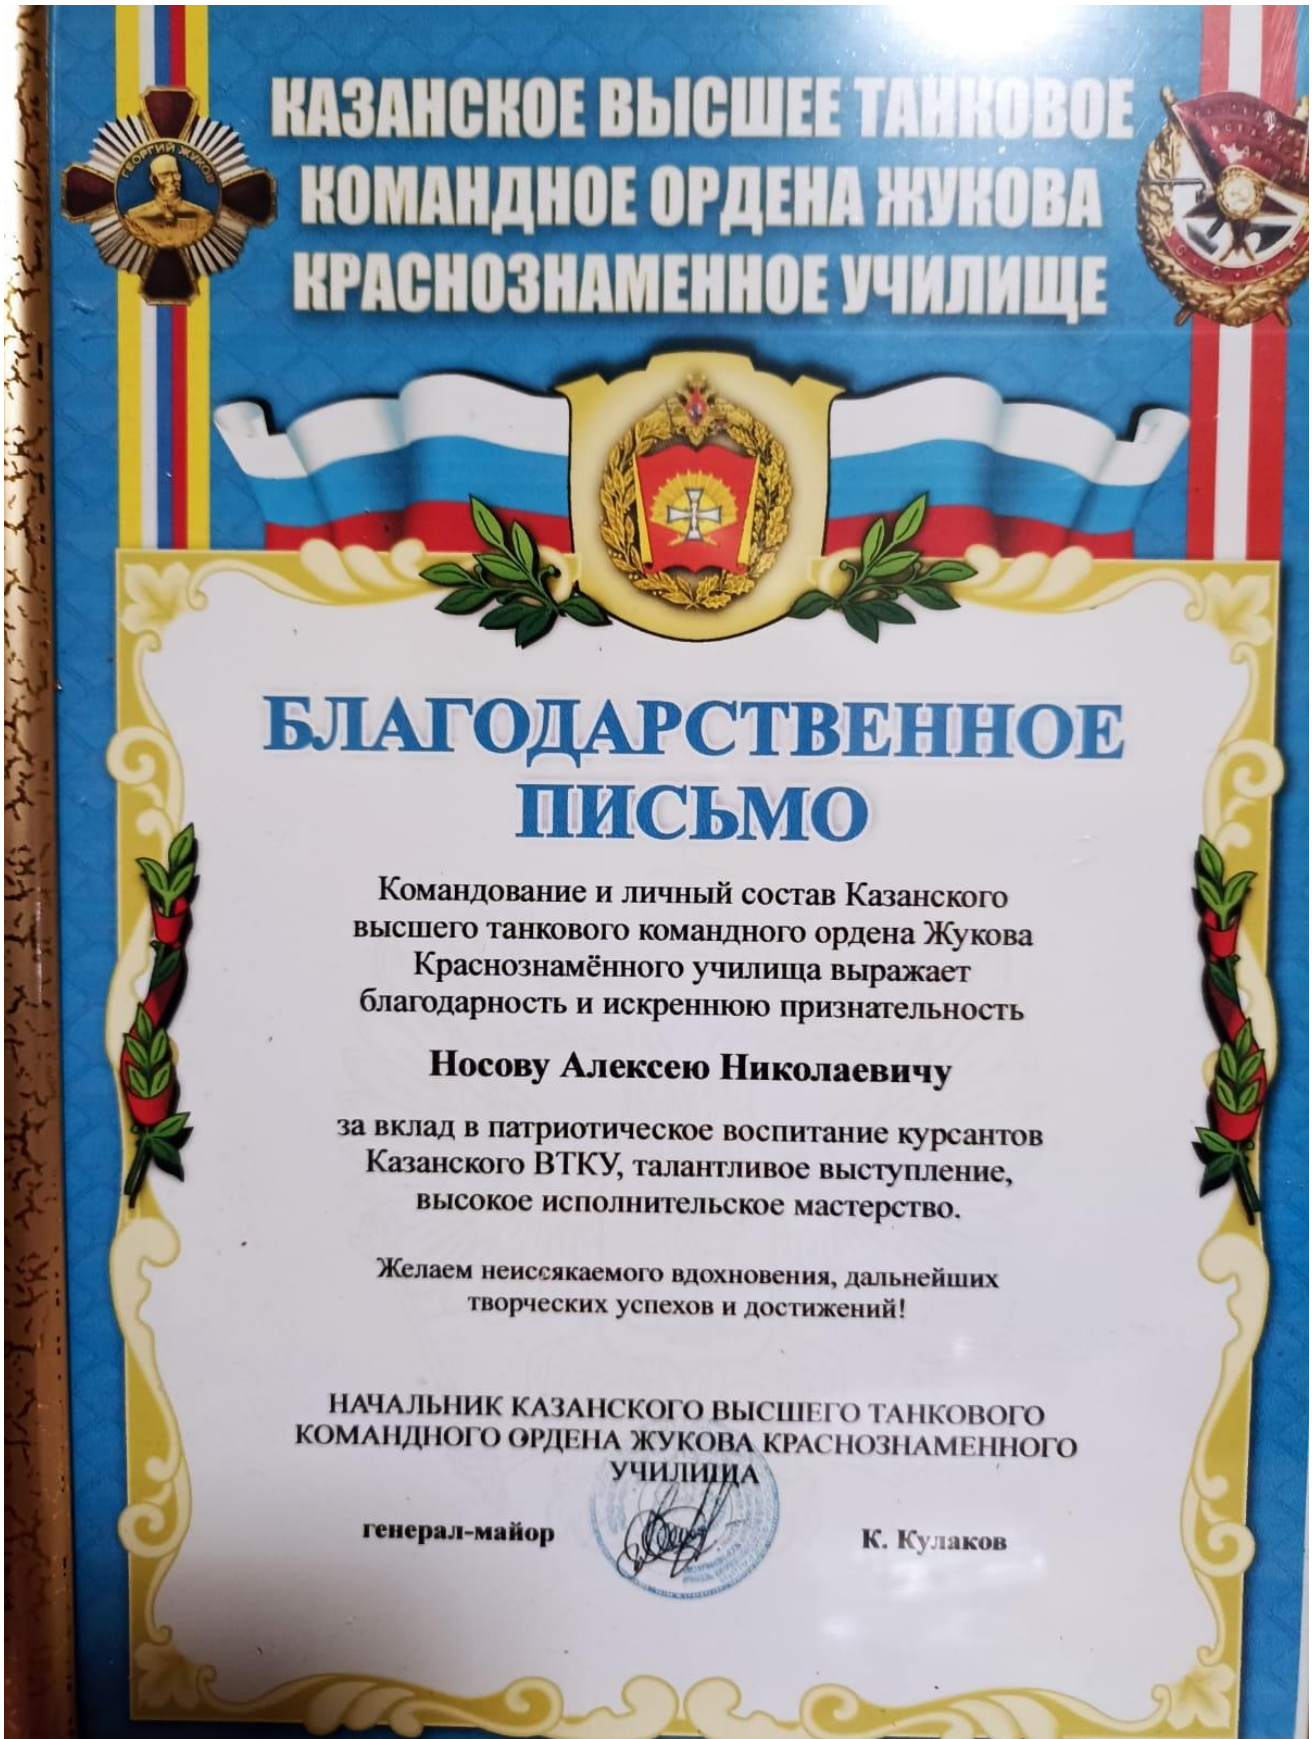 КАЗАНСКОЕ ВЫСШЕЕ ТАНКОВОЕ
КОМАНДНОЕ ОРДЕНА ЖУКОВА
КРАСНОЗНАМЕННОЕ УЧИЛИЩЕ
ГЕОРГИЙ ЖУКОВ
БЛАГОДАРСТВЕННОЕ
ПИСЬМО
Командование и личный состав Казанского
высшего танкового командного ордена Жукова
Краснознамённого училища выражает
благодарность и искреннюю признательность
Носову Алексею Николаевичу
за вклад в патриотическое воспитание курсантов
Казанского ВТКУ, талантливое выступление,
высокое исполнительское мастерство.
Желаем неиссякаемого вдохновения, дальнейших
творческих успехов и достижений!
НАЧАЛЬНИК КАЗАНСКОГО ВЫСШЕГО ТАНКОВОГО
КОМАНДНОГО ОРДЕНА ЖУКОВА КРАСНОЗНАМЕННОГО
УЧИЛИЩА
генерал-майор К. Кулаков